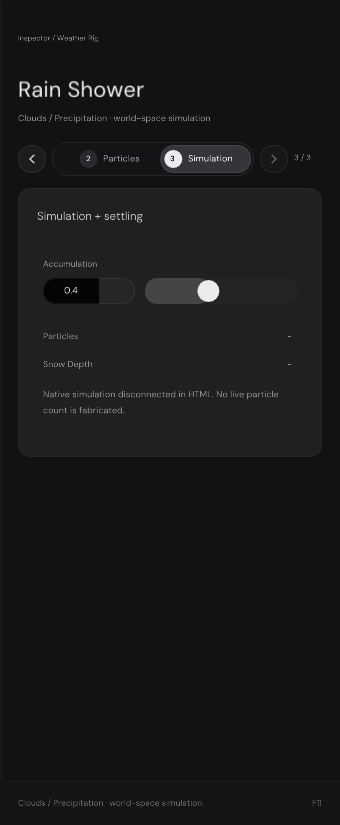 Inspector / Weather Rig
Rain Shower
Clouds / Precipitation · world-space simulation
2 Particles 3 Simulation 3 / 3
Simulation + settling
Accumulation
0.4
Particles -
Snow Depth -
Native simulation disconnected in HTML. No live particle
count is fabricated.
Clouds / Precipitation · world-space simulation F11